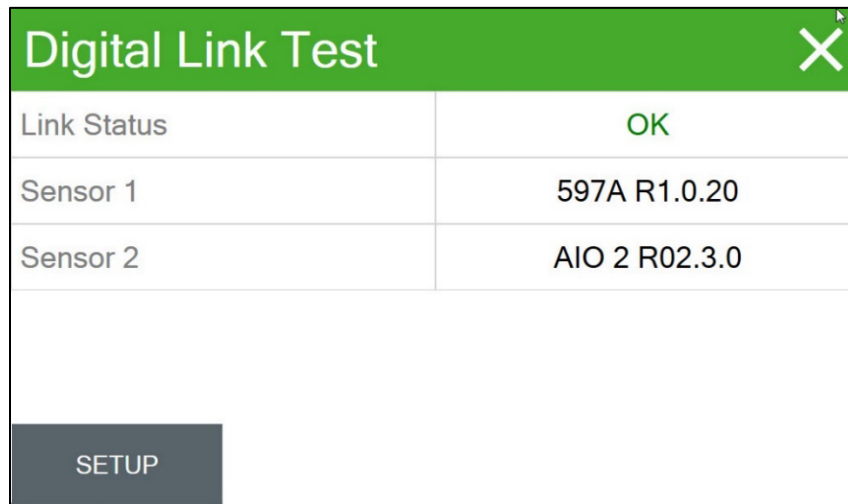 Digital Link Test
Link Status OK
Sensor 1 597A R1.0.20
Sensor 2 AIO 2 R02.3.0
SETUP